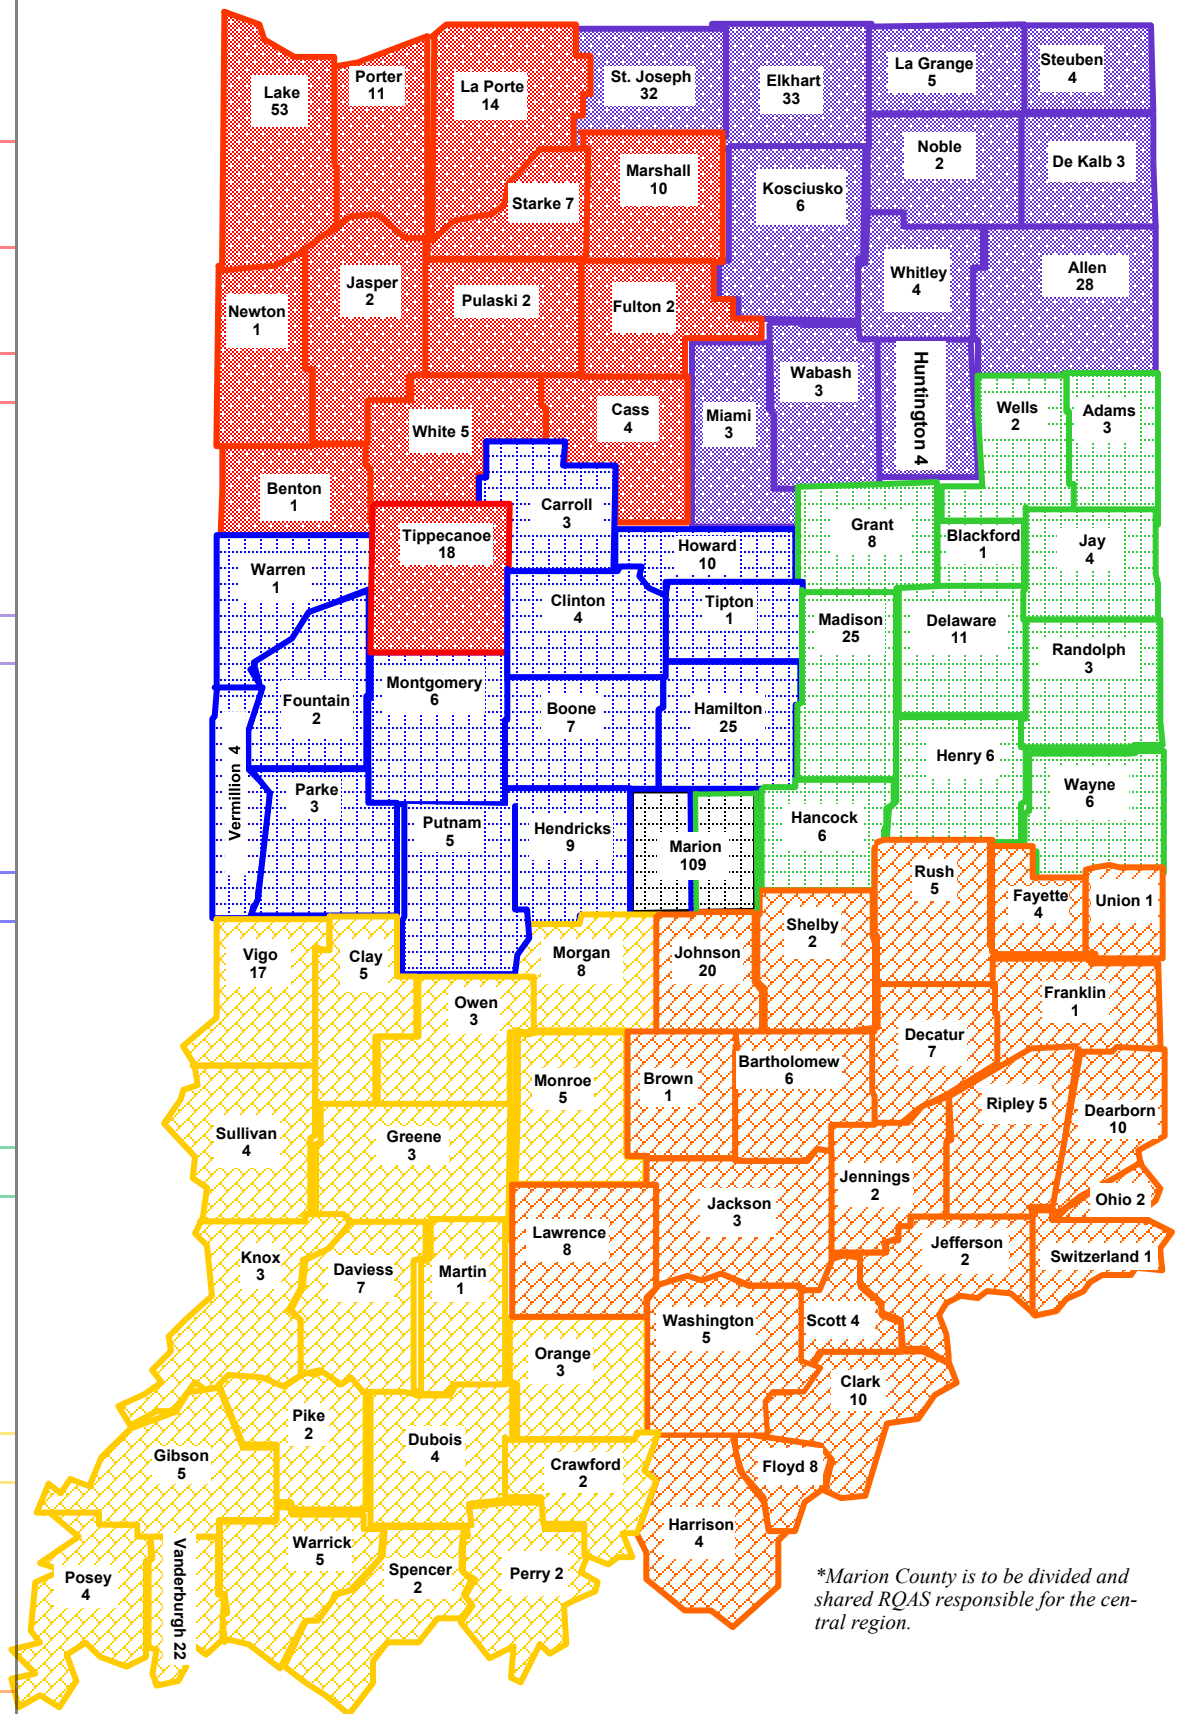 Lake
53
Porter
11
La Porte
14
St. Joseph
32
Elkhart
33
La Grange
5
Steuben
4
Starke 7
Marshall
10
Kosciusko
6
Noble
2
De Kalb 3
Newton
1
Jasper
2
Pulaski 2
Fulton 2
Whitley
4
Allen
28
White 5
Cass
4
Miami
3
Wabash
3
Huntington 4
Wells
2
Adams
3
Benton
1
Tippecanoe
18
Carroll
3
Howard
10
Grant
8
Blackford
1
Jay
4
Warren
1
Clinton
4
Tipton
1
Madison
25
Delaware
11
Randolph
3
Fountain
2
Montgomery
6
Boone
7
Hamilton
25
Henry 6
Wayne
6
Vermillion 4
Parke
3
Putnam
5
Hendricks
9
Marion
109
Hancock
6
Rush
5
Fayette
4
Union 1
Vigo
17
Clay
5
Owen
3
Morgan
8
Johnson
20
Shelby
2
Franklin
1
Decatur
7
Sullivan
4
Greene
3
Monroe
5
Brown
1
Bartholomew
6
Ripley 5
Dearborn
10
Jennings
2
Ohio 2
Knox
3
Daviess
7
Martin
1
Lawrence
8
Jackson
3
Jefferson
2
Switzerland 1
Orange
3
Washington
5
Scott 4
Clark
10
Gibson
5
Pike
2
Dubois
4
Crawford
2
Floyd 8
Harrison
4
Posey
4
Vanderburgh 22
Warrick
5
Spencer
2
Perry 2
*Marion County is to be divided and
shared RQAS responsible for the cen-
tral region.